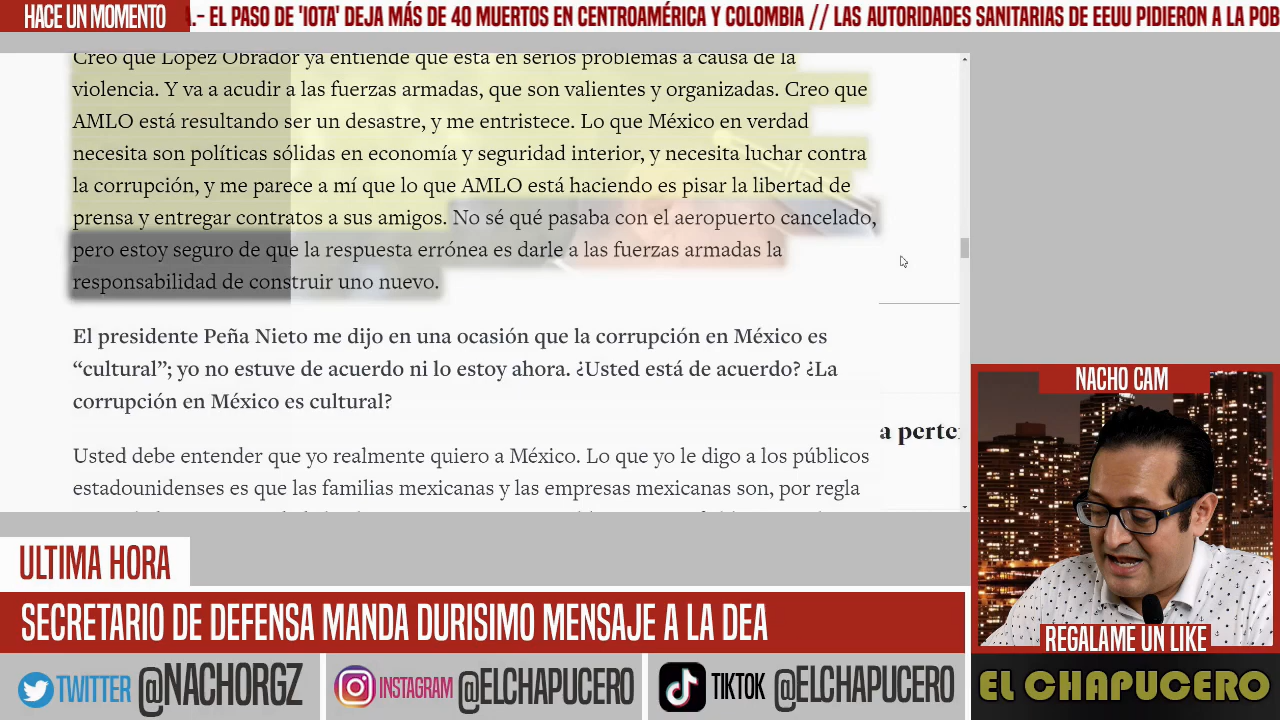 HACE UN MOMENTO
.- EL PASO DE 'IOTA' DEJA MÁS DE 40 MUERTOS EN CENTROAMÉRICA Y COLOMBIA // LAS AUTORIDADES SANITARIAS DE EEUU PIDIERON A LA POB
Creo que López Obrador ya entiende que está en serios problemas a causa de la
violencia. Y va a acudir a las fuerzas armadas, que son valientes y organizadas. Creo que
AMLO está resultando ser un desastre, y me entristece. Lo que México en verdad
necesita son políticas sólidas en economía y seguridad interior, y necesita luchar contra
la corrupción, y me parece a mí que lo que AMLO está haciendo es pisar la libertad de
prensa y entregar contratos a sus amigos. No sé qué pasaba con el aeropuerto cancelado,
pero estoy seguro de que la respuesta errónea es darle a las fuerzas armadas la
responsabilidad de construir uno nuevo.
El presidente Peña Nieto me dijo en una ocasión que la corrupción en México es
“cultural”; yo no estuve de acuerdo ni lo estoy ahora. ¿Usted está de acuerdo? ¿La
corrupción en México es cultural?
Usted debe entender que yo realmente quiero a México. Lo que yo le digo a los públicos
estadounidenses es que las familias mexicanas y las empresas mexicanas son, por regla
a perte
NACHO CAM
REGALAME UN LIKE
ULTIMA HORA
SECRETARIO DE DEFENSA MANDA DURISIMO MENSAJE A LA DEA
TWITTER @NACHORGZ
INSTAGRAM @ELCHAPUCERO
TIKTOK @ELCHAPUCERO
EL CHAPUCERO